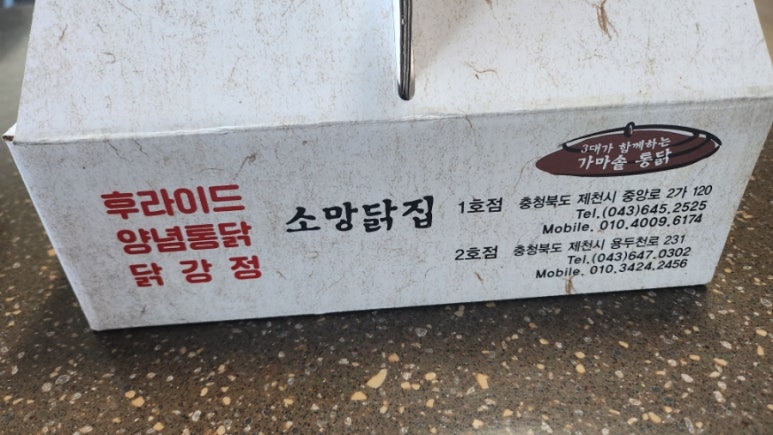 3대가 함께하는
가마솥 통닭
후라이드
양념통닭
닭강정
소망닭집
1호점 충청북도 제천시 중앙로 2가 120
Tel.(043)645.2525
Mobile. 010.4009.6174
2호점 충청북도 제천시 용두천로 231
Tel.(043)647.0302
Mobile. 010.3424.2456